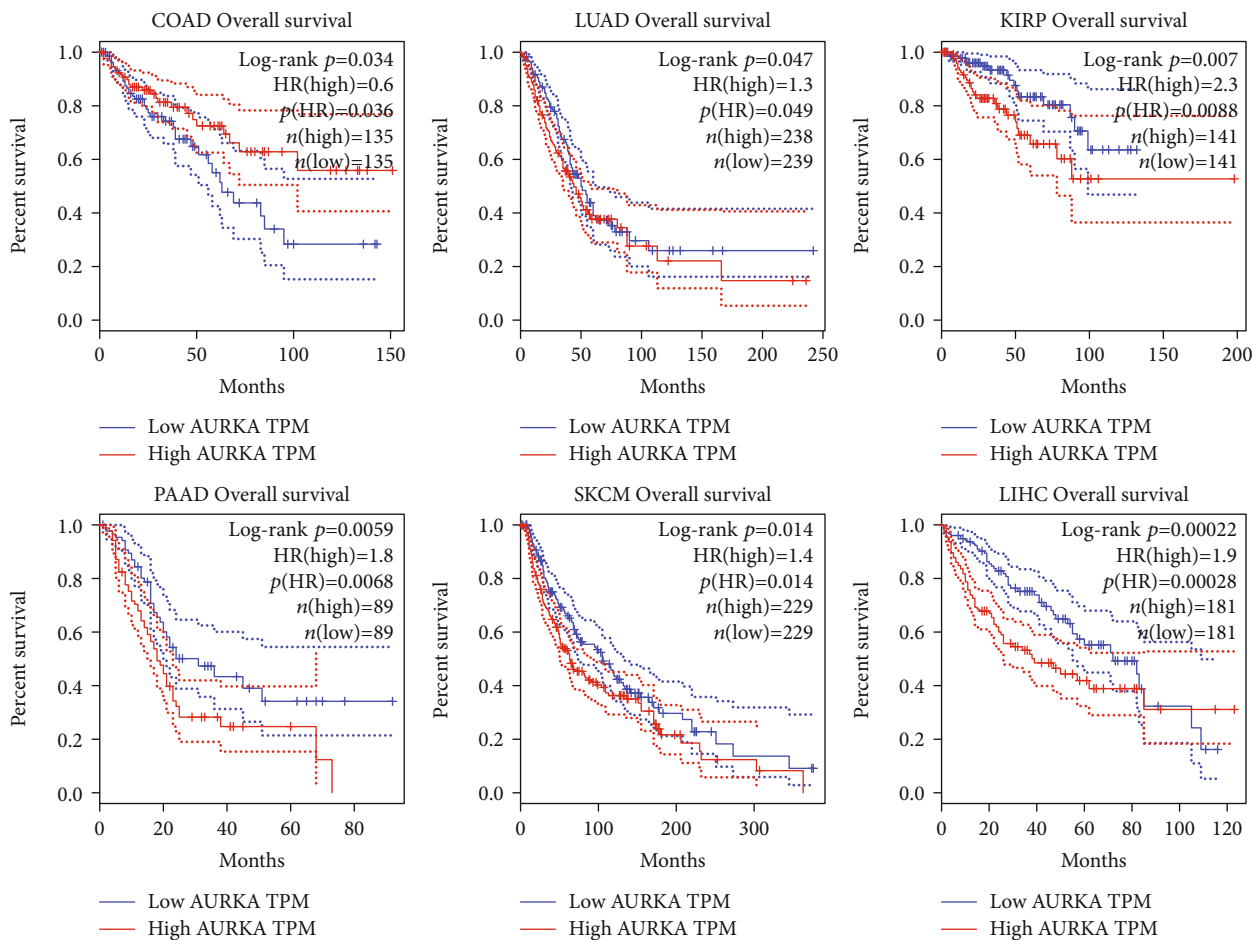 COAD Overall survival
Percent survival
1.0
0.8
0.6
0.4
0.2
0.0
Log-rank p=0.034
HR(high)=0.6
p(HR)=0.036
n(high)=135
n(low)=135
0 50 100 150
Months
Low AURKA TPM
High AURKA TPM
LUAD Overall survival
Percent survival
1.0
0.8
0.6
0.4
0.2
0.0
Log-rank p=0.047
HR(high)=1.3
p(HR)=0.049
n(high)=238
n(low)=239
0 50 100 150 200 250
Months
Low AURKA TPM
High AURKA TPM
KIRP Overall survival
Percent survival
1.0
0.8
0.6
0.4
0.2
0.0
Log-rank p=0.007
HR(high)=2.3
p(HR)=0.0088
n(high)=141
n(low)=141
0 50 100 150 200
Months
Low AURKA TPM
High AURKA TPM
PAAD Overall survival
Percent survival
1.0
0.8
0.6
0.4
0.2
0.0
Log-rank p=0.0059
HR(high)=1.8
p(HR)=0.0068
n(high)=89
n(low)=89
0 20 40 60 80
Months
Low AURKA TPM
High AURKA TPM
SKCM Overall survival
Percent survival
1.0
0.8
0.6
0.4
0.2
0.0
Log-rank p=0.014
HR(high)=1.4
p(HR)=0.014
n(high)=229
n(low)=229
0 100 200 300
Months
Low AURKA TPM
High AURKA TPM
LIHC Overall survival
Percent survival
1.0
0.8
0.6
0.4
0.2
0.0
Log-rank p=0.00022
HR(high)=1.9
p(HR)=0.00028
n(high)=181
n(low)=181
0 20 40 60 80 100 120
Months
Low AURKA TPM
High AURKA TPM